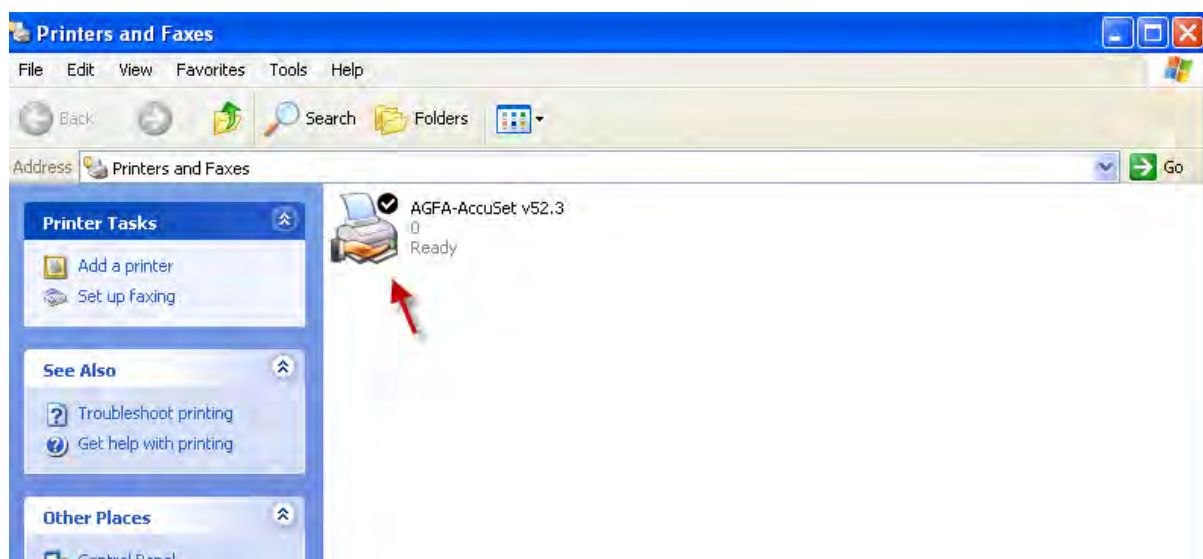 Printers and Faxes
File Edit View Favorites Tools Help
Back Search Folders
Address Printers and Faxes Go
Printer Tasks
Add a printer
Set up faxing
See Also
Troubleshoot printing
Get help with printing
Other Places
Control Panel
AGFA-AccuSet v52.3
0
Ready